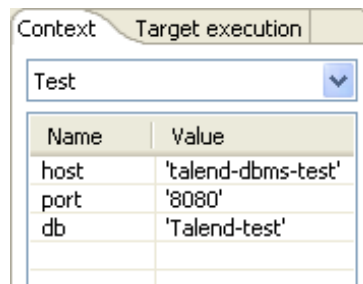 Context Target execution
Test
Name Value
host 'talend-dbms-test'
port '8080'
db 'Talend-test'